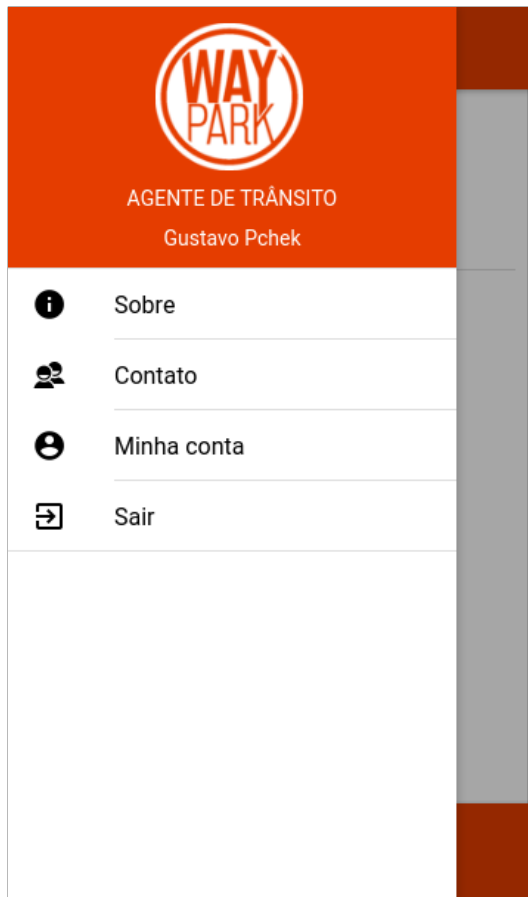 WAY
PARK
AGENTE DE TRÂNSITO
Gustavo Pchek
Sobre
Contato
Minha conta
Sair